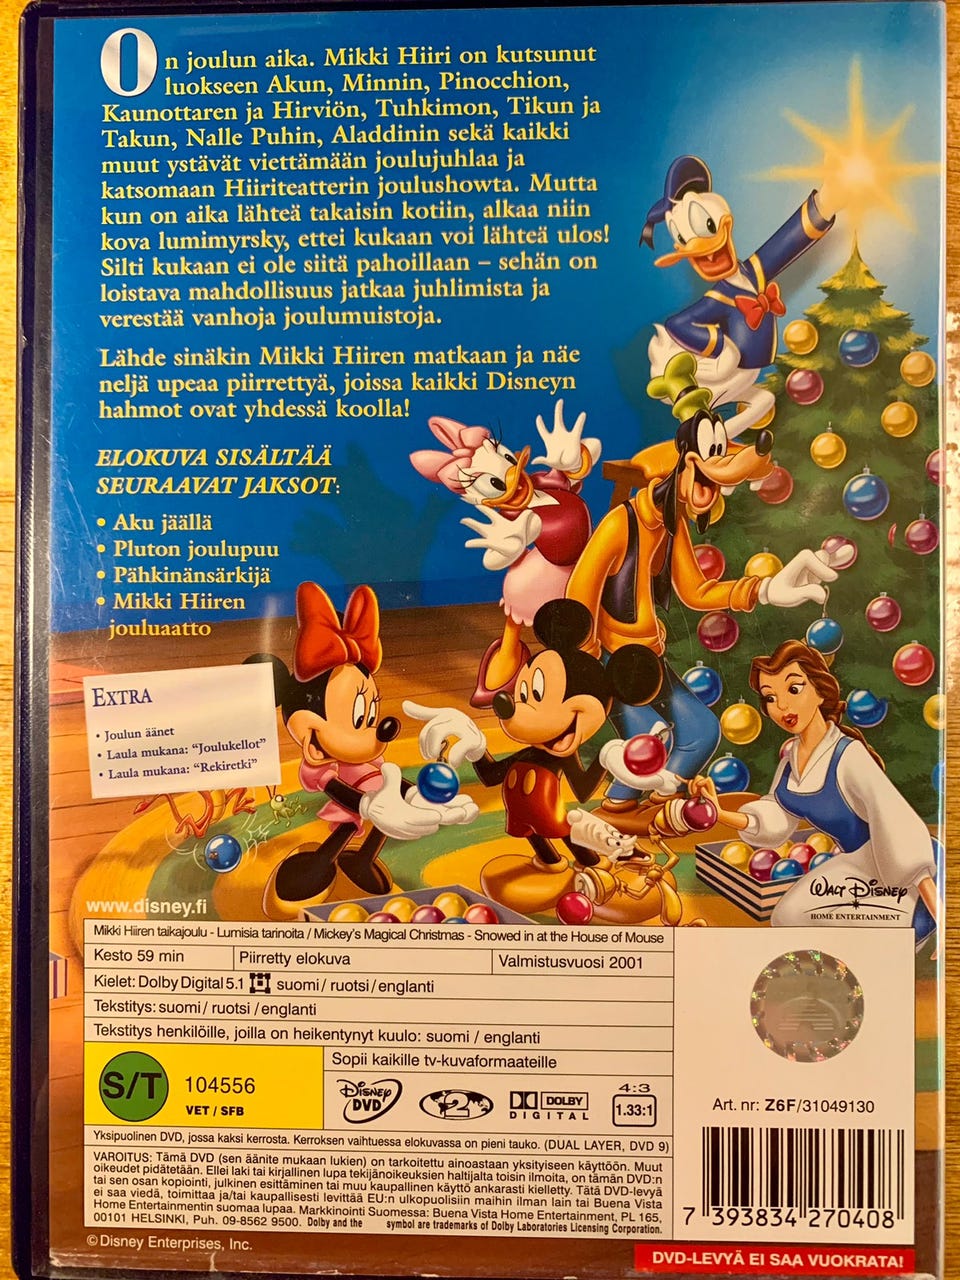 On joulun aika. Mikki Hiiri on kutsunut
luokseen Akun, Minnin, Pinocchion,
Kaunottaren ja Hirviön, Tuhkimon, Tikun ja
Takun, Nalle Puhin, Aladdinin sekä kaikki
muut ystävät viettämään joulujuhlaa ja
katsomaan Hiiriteatterin joulushowta. Mutta
kun on aika lähteä takaisin kotiin, alkaa niin
kova lumimyrsky, ettei kukaan voi lähteä ulos!
Silti kukaan ei ole siitä pahoillaan – sehän on
loistava mahdollisuus jatkaa juhlimista ja
verestää vanhoja joulumuistoja.
Lähde sinäkin Mikki Hiiren matkaan ja näe
neljä upeaa piirrettyä, joissa kaikki Disneyn
hahmot ovat yhdessä koolla!
ELOKUVA SISÄLTÄÄ
SEURAAVAT JAKSOT:
• Aku jäällä
• Pluton joulupuu
• Pähkinänsärkijä
• Mikki Hiiren
jouluaatto
EXTRA
• Joulun äänet
• Laula mukana: "Joulukellot"
• Laula mukana: "Rekiretki"
WALT DISNEY
HOME ENTERTAINMENT
www.disney.fi
Mikki Hiiren taikajoulu - Lumisia tarinoita / Mickey's Magical Christmas - Snowed in at the House of Mouse
Kesto 59 min Piirretty elokuva Valmistusvuosi 2001
Kielet: Dolby Digital 5.1 suomi / ruotsi / englanti
Tekstitys: suomi / ruotsi / englanti
Tekstitys henkilöille, joilla on heikentynyt kuulo: suomi / englanti
S/T 104556
VET / SFB
Sopii kaikille tv-kuvaformaateille
DISNEY DVD 2 DOLBY DIGITAL 4:3 1.33:1
Yksipuolinen DVD, jossa kaksi kerrosta. Kerroksen vaihtuessa elokuvassa on pieni tauko. (DUAL LAYER, DVD 9)
VAROITUS: Tämä DVD (sen äänite mukaan lukien) on tarkoitettu ainoastaan yksityiseen käyttöön. Muut
oikeudet pidätetään. Ellei laki tai kirjallinen lupa tekijänoikeuksien haltijalta toisin ilmoita, on tämän DVD:n
tai sen osan kopiointi, julkinen esittäminen tai muu kaupallinen käyttö ankarasti kielletty. Tätä DVD-levyä
ei saa viedä, toimittaa ja/tai kaupallisesti levittää EU:n ulkopuolisiin maihin ilman lain tai Buena Vista
Home Entertainmentin suomaa lupaa. Markkinointi Suomessa: Buena Vista Home Entertainment, PL 165,
00101 HELSINKI, Puh. 09-8562 9500. Dolby and the symbol are trademarks of Dolby Laboratories Licensing Corporation.
© Disney Enterprises, Inc.
Art. nr: Z6F/31049130
7 393834 270408
DVD-LEVYÄ EI SAA VUOKRATA!